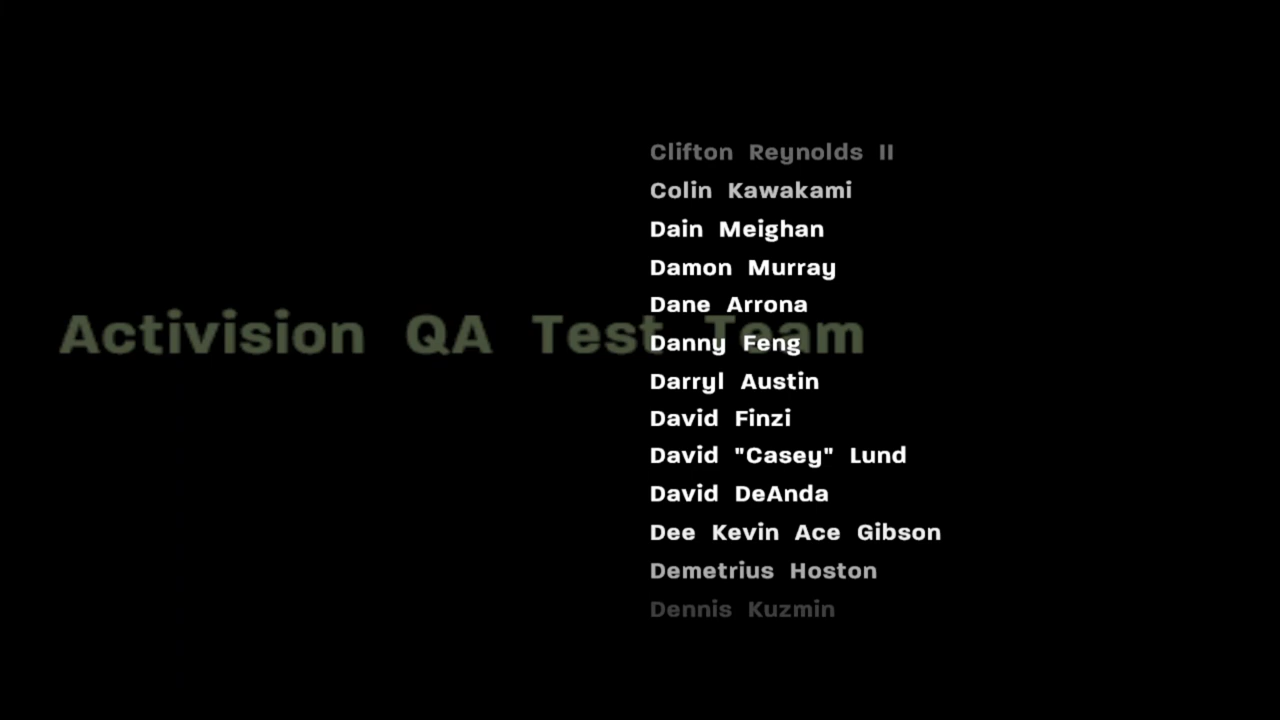 Clifton Reynolds II
Colin Kawakami
Dain Meighan
Damon Murray
Dane Arrona
Activision QA Test Team
Danny Feng
Darryl Austin
David Finzi
David "Casey" Lund
David DeAnda
Dee Kevin Ace Gibson
Demetrius Hoston
Dennis Kuzmin